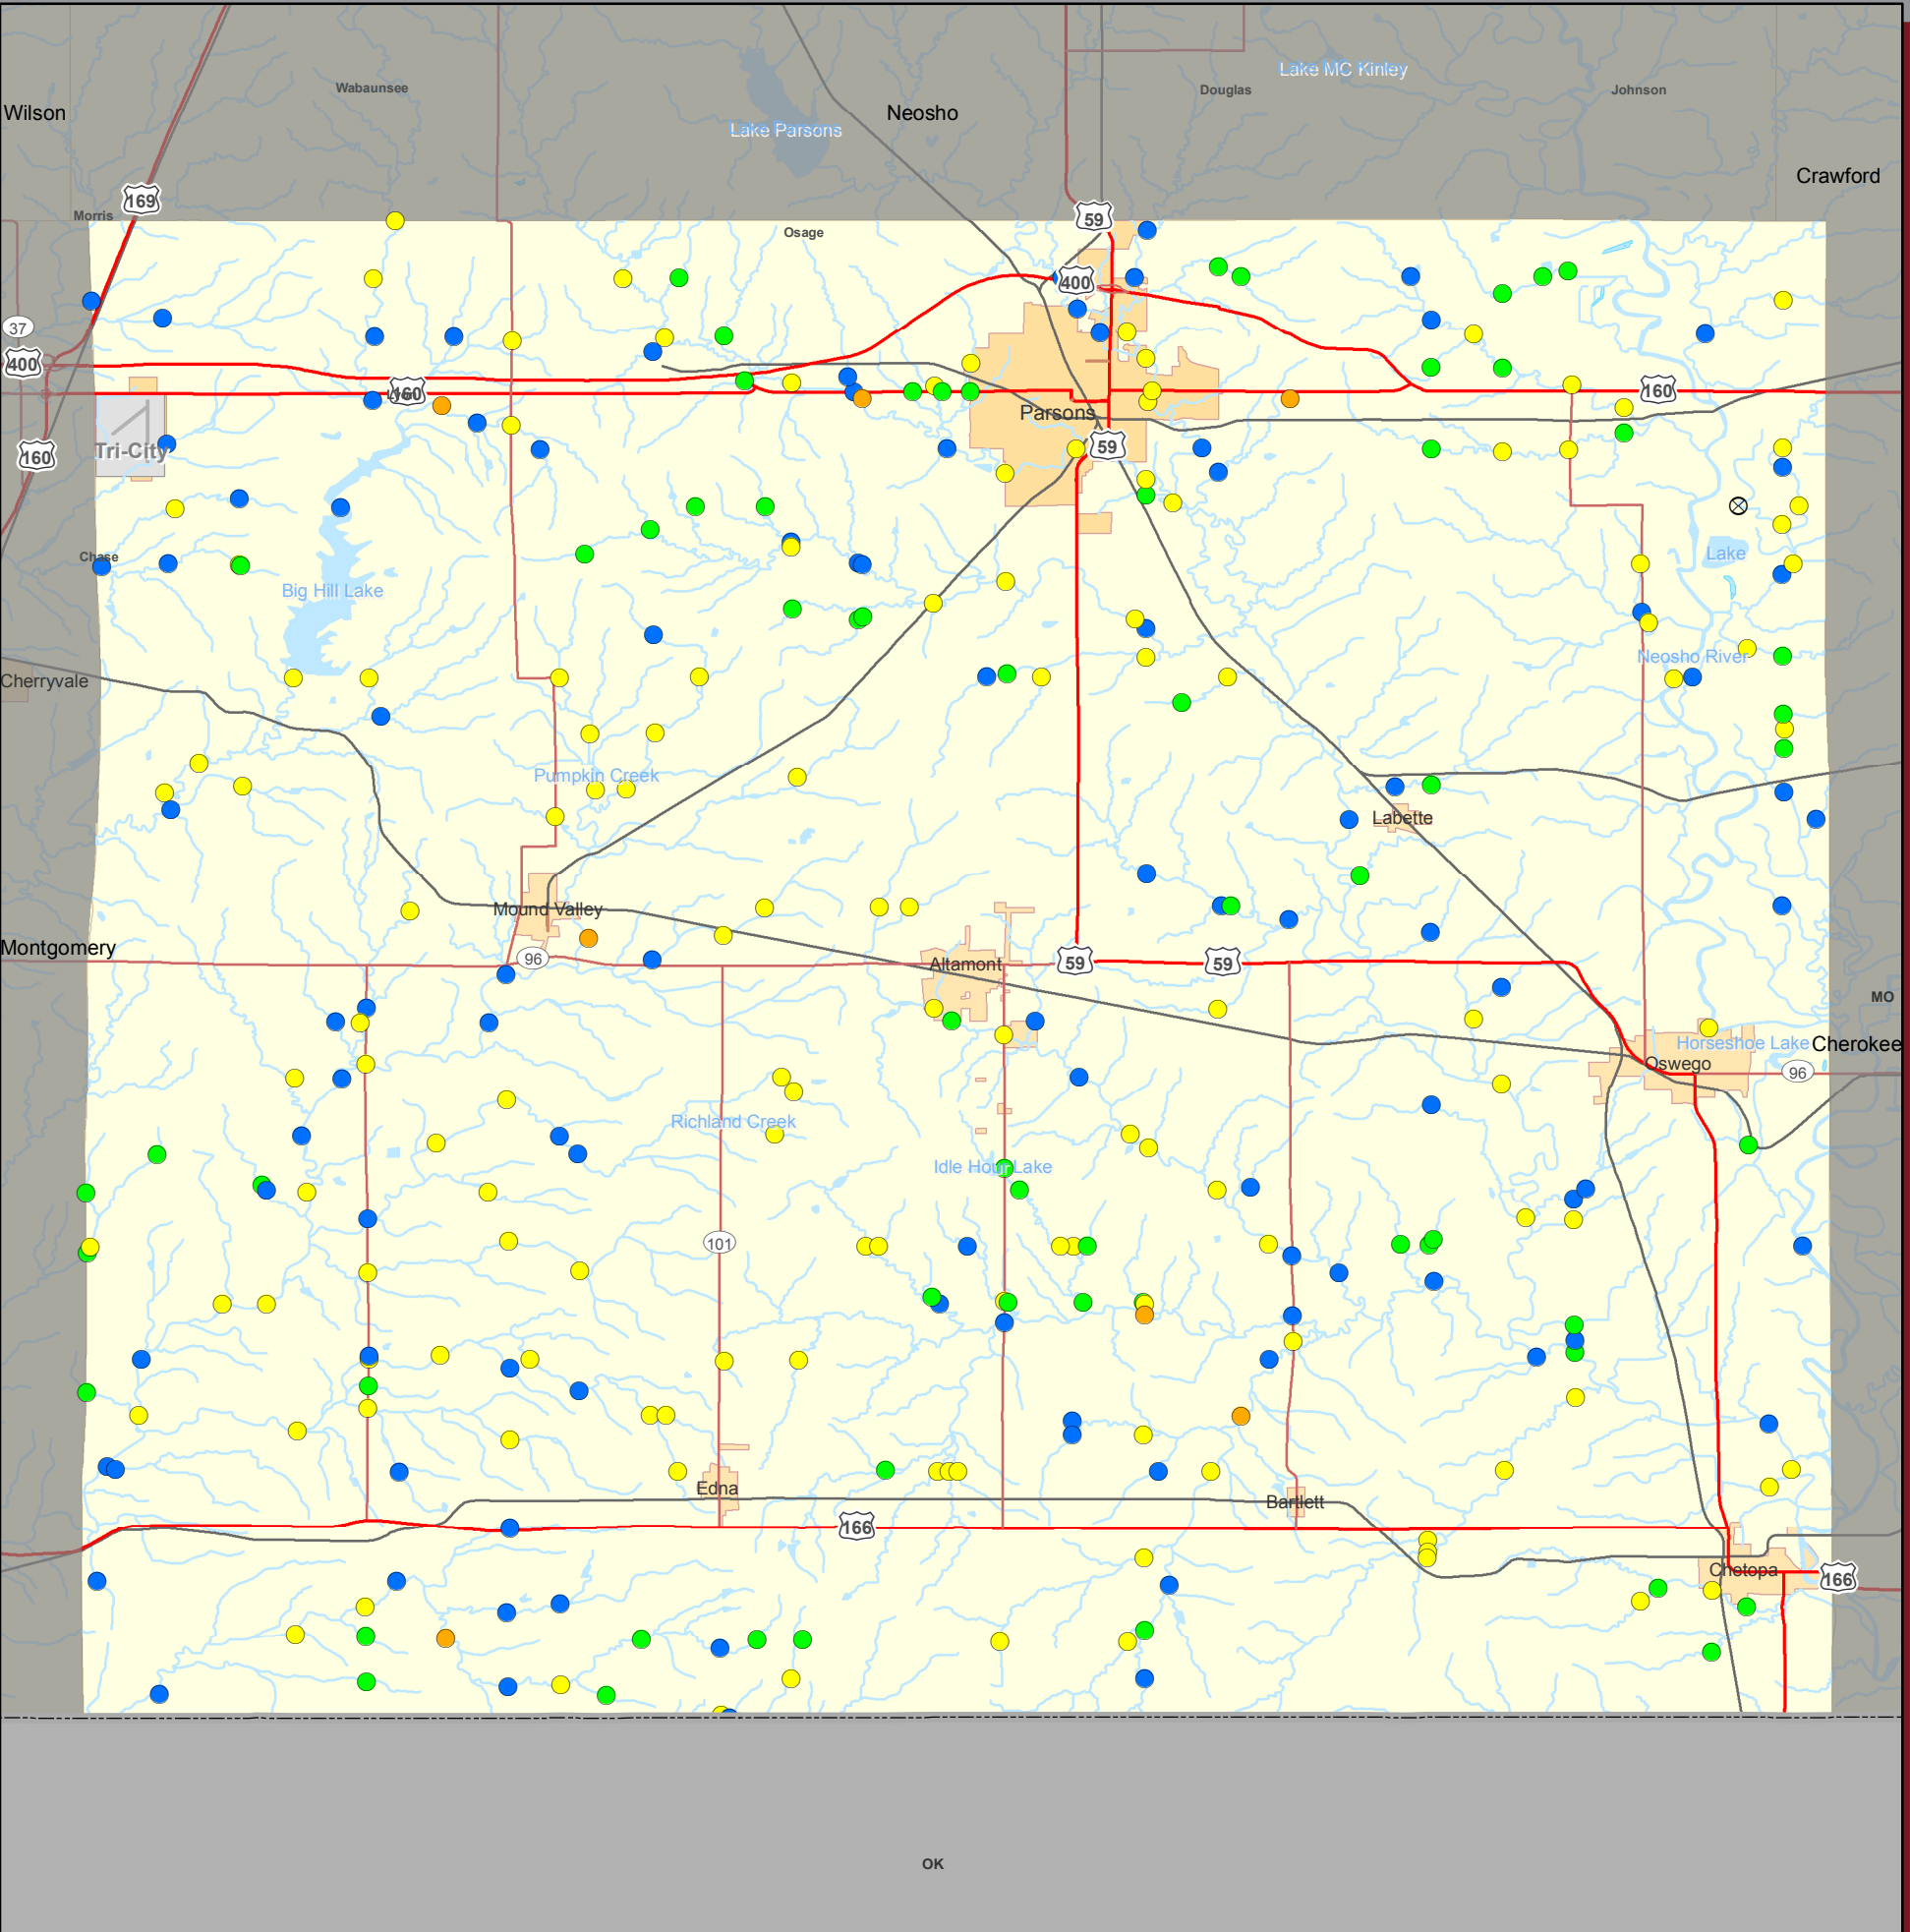 Lake MC Kinley
Wabaunsee
Douglas
Johnson
Wilson
Neosho
Lake Parsons
Crawford
169
Morris
59
Osage
400
37
400
160
160
Parsons
59
Tri-City
160
Chase
Lake
Big Hill Lake
Neosho River
Cherryvale
Pumpkin Creek
Labette
Mound Valley
Montgomery
96
Altamont
59
59
MO
Horseshoe Lake
Cherokee
Oswego
96
Richland Creek
Idle Hour Lake
101
Edna
Bartlett
166
Chetopa
166
OK